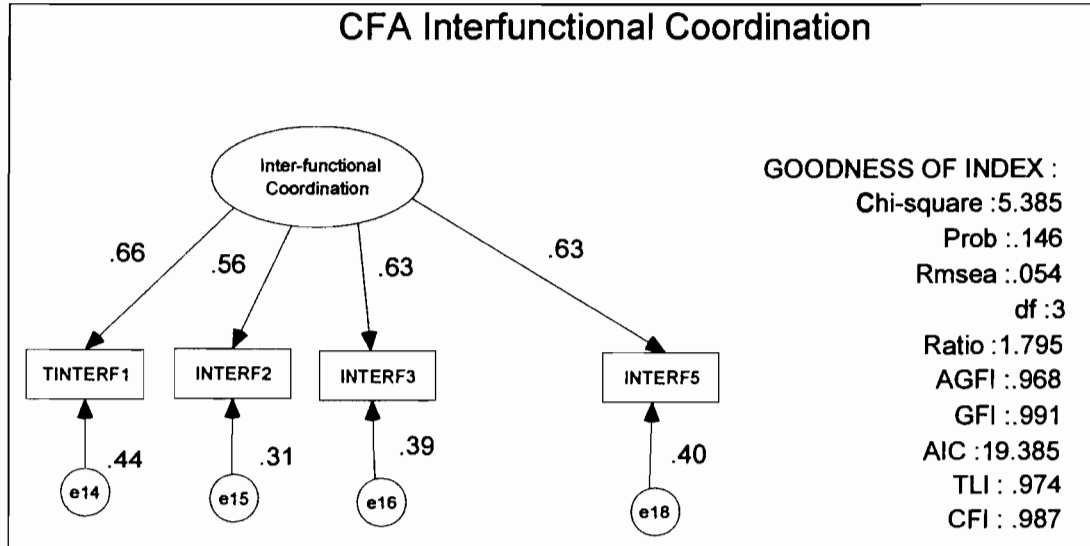 CFA Interfunctional Coordination
Inter-functional
Coordination
.66
.56
.63
.63
TINTERF1
INTERF2
INTERF3
INTERF5
.44
.31
.39
.40
e14
e15
e16
e18
GOODNESS OF INDEX :
Chi-square :5.385
Prob :.146
Rmsea :.054
df :3
Ratio :1.795
AGFI :.968
GFI :.991
AIC :19.385
TLI : .974
CFI : .987